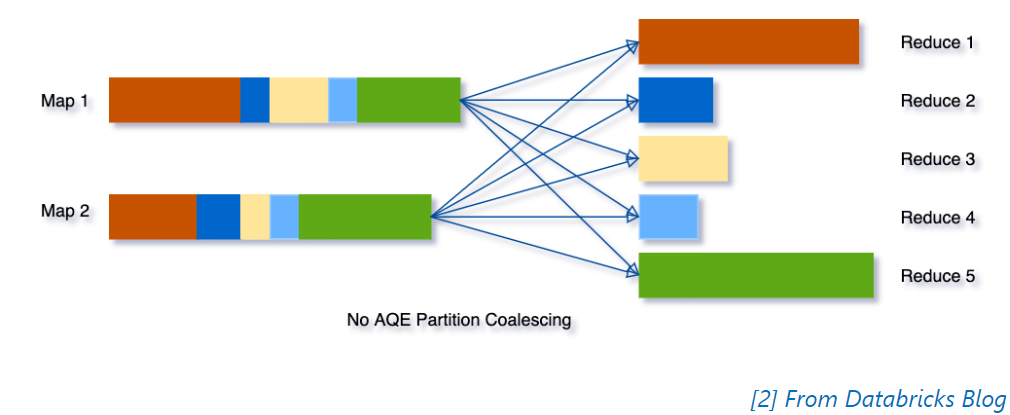 Map 1
Map 2
Reduce 1
Reduce 2
Reduce 3
Reduce 4
Reduce 5
No AQE Partition Coalescing
[2] From Databricks Blog